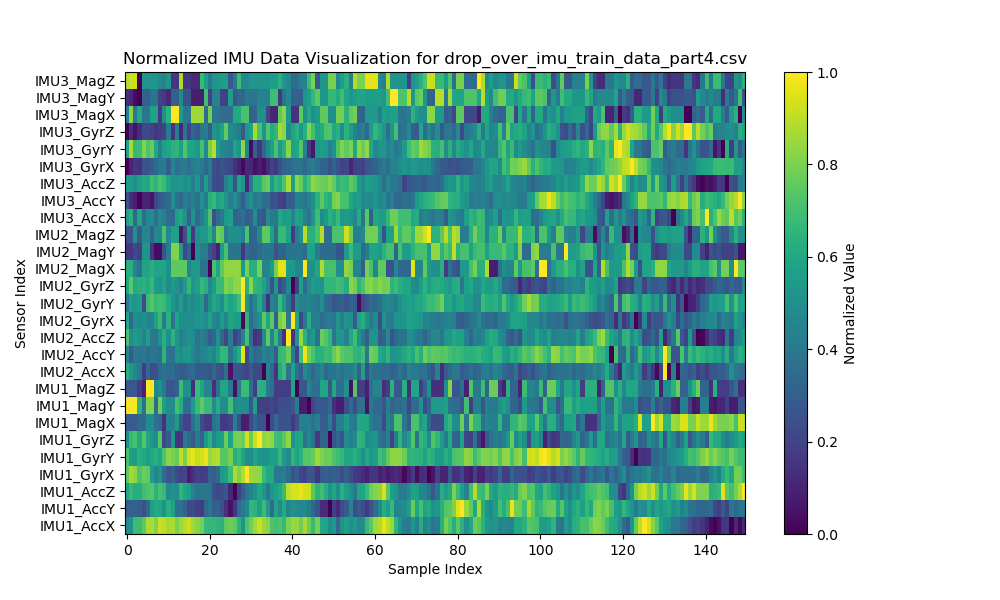 Normalized IMU Data Visualization for drop_over_imu_train_data_part4.csv
IMU3_MagZ
IMU3_MagY
IMU3_MagX
IMU3_GyrZ
IMU3_GyrY
IMU3_GyrX
IMU3_AccZ
IMU3_AccY
IMU3_AccX
IMU2_MagZ
IMU2_MagY
IMU2_MagX
IMU2_GyrZ
IMU2_GyrY
IMU2_GyrX
IMU2_AccZ
IMU2_AccY
IMU2_AccX
IMU1_MagZ
IMU1_MagY
IMU1_MagX
IMU1_GyrZ
IMU1_GyrY
IMU1_GyrX
IMU1_AccZ
IMU1_AccY
IMU1_AccX
Sensor Index
0 20 40 60 80 100 120 140
Sample Index
1.0
0.8
0.6
0.4
0.2
0.0
Normalized Value